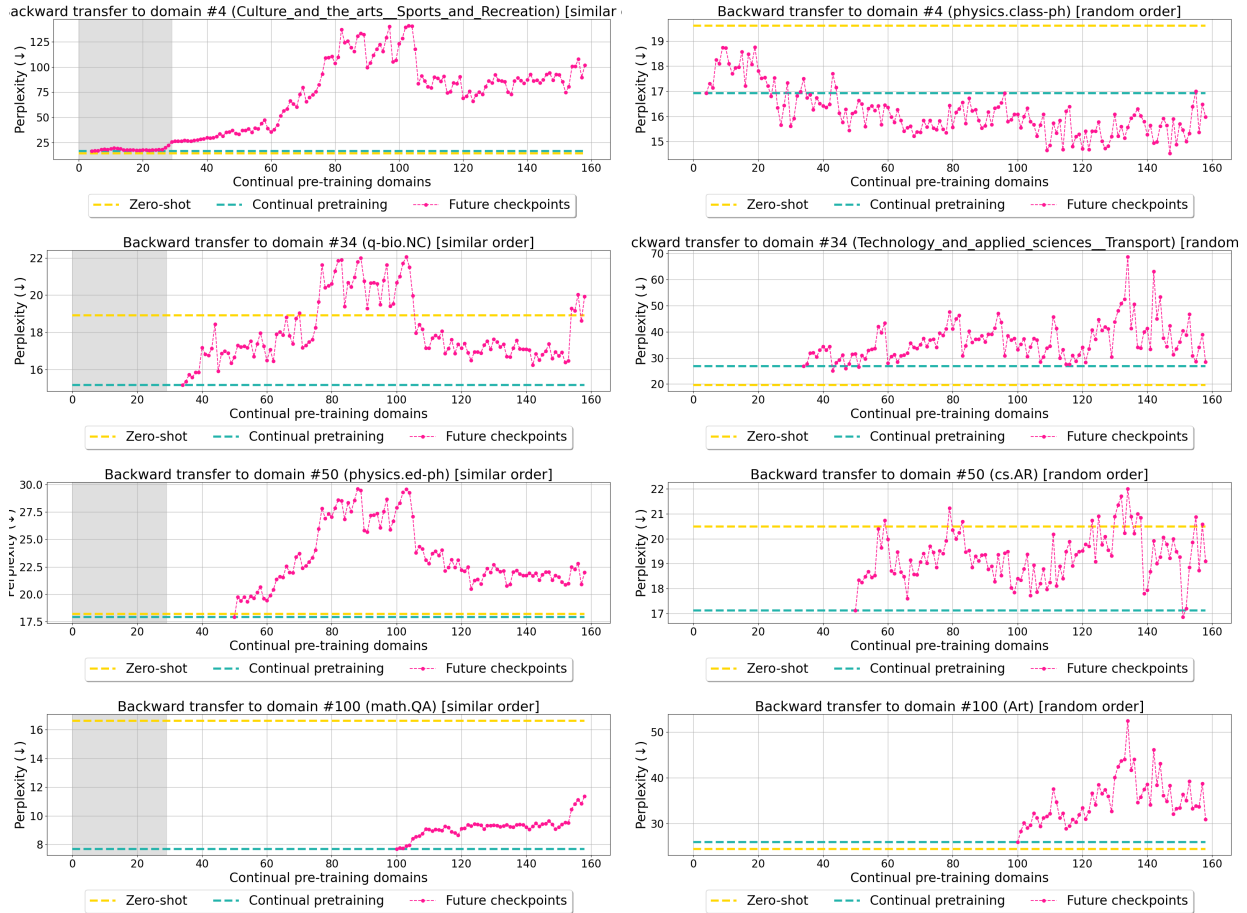 ackward transfer to domain #4 (Culture_and_the_arts__Sports_and_Recreation) [similar
Perplexity (↓)
125
100
75
50
25
0 20 40 60 80 100 120 140 160
Continual pre-training domains
Zero-shot Continual pretraining Future checkpoints
Backward transfer to domain #4 (physics.class-ph) [random order]
Perplexity (↓)
19
18
17
16
15
0 20 40 60 80 100 120 140 160
Continual pre-training domains
Zero-shot Continual pretraining Future checkpoints
Backward transfer to domain #34 (q-bio.NC) [similar order]
Perplexity (↓)
22
20
18
16
0 20 40 60 80 100 120 140 160
Continual pre-training domains
Zero-shot Continual pretraining Future checkpoints
ckward transfer to domain #34 (Technology_and_applied_sciences__Transport) [random
Perplexity (↓)
70
60
50
40
30
20
0 20 40 60 80 100 120 140 160
Continual pre-training domains
Zero-shot Continual pretraining Future checkpoints
Backward transfer to domain #50 (physics.ed-ph) [similar order]
Perplexity (↓)
30.0
27.5
25.0
22.5
20.0
17.5
0 20 40 60 80 100 120 140 160
Continual pre-training domains
Zero-shot Continual pretraining Future checkpoints
Backward transfer to domain #50 (cs.AR) [random order]
Perplexity (↓)
22
21
20
19
18
17
0 20 40 60 80 100 120 140 160
Continual pre-training domains
Zero-shot Continual pretraining Future checkpoints
Backward transfer to domain #100 (math.QA) [similar order]
Perplexity (↓)
16
14
12
10
8
0 20 40 60 80 100 120 140 160
Continual pre-training domains
Zero-shot Continual pretraining Future checkpoints
Backward transfer to domain #100 (Art) [random order]
Perplexity (↓)
50
40
30
0 20 40 60 80 100 120 140 160
Continual pre-training domains
Zero-shot Continual pretraining Future checkpoints